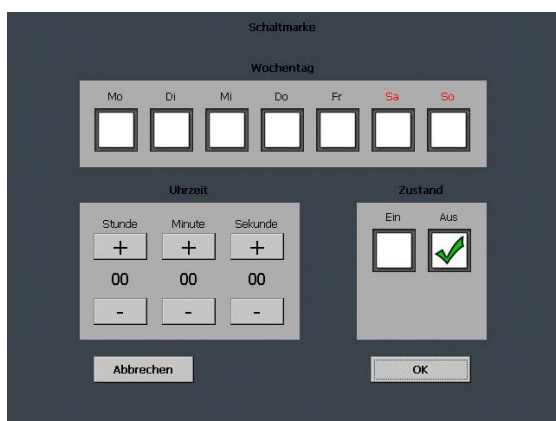 Schaltmarke
Wochentag
Mo Di Mi Do Fr Sa So
Uhrzeit Zustand
Stunde Minute Sekunde Ein Aus
+ + +
00 00 00
- - -
Abbrechen OK